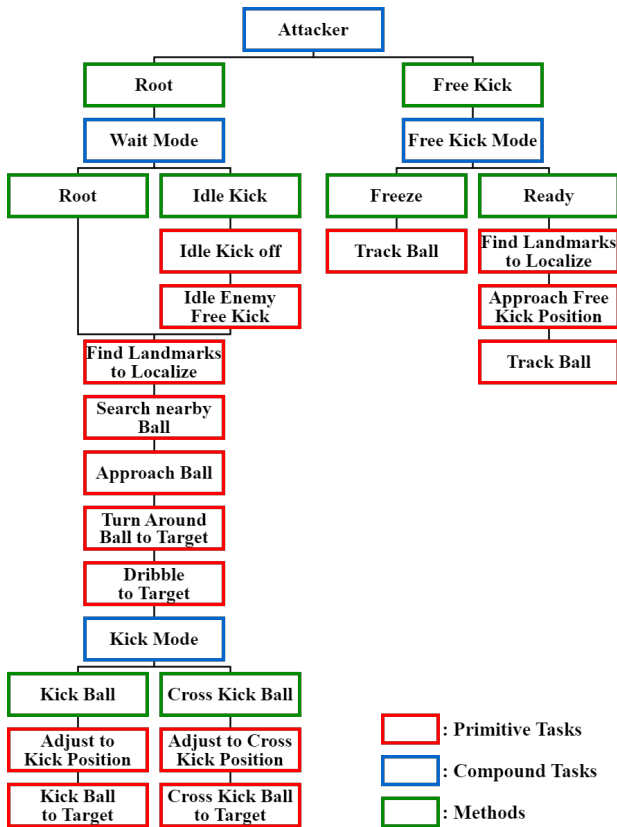 Attacker
Root
Free Kick
Wait Mode
Free Kick Mode
Root
Idle Kick
Freeze
Ready
Idle Kick off
Track Ball
Find Landmarks
to Localize
Idle Enemy
Free Kick
Approach Free
Kick Position
Find Landmarks
to Localize
Track Ball
Search nearby
Ball
Approach Ball
Turn Around
Ball to Target
Dribble
to Target
Kick Mode
Kick Ball
Cross Kick Ball
Adjust to
Kick Position
Adjust to Cross
Kick Position
Kick Ball
to Target
Cross Kick Ball
to Target
: Primitive Tasks
: Compound Tasks
: Methods